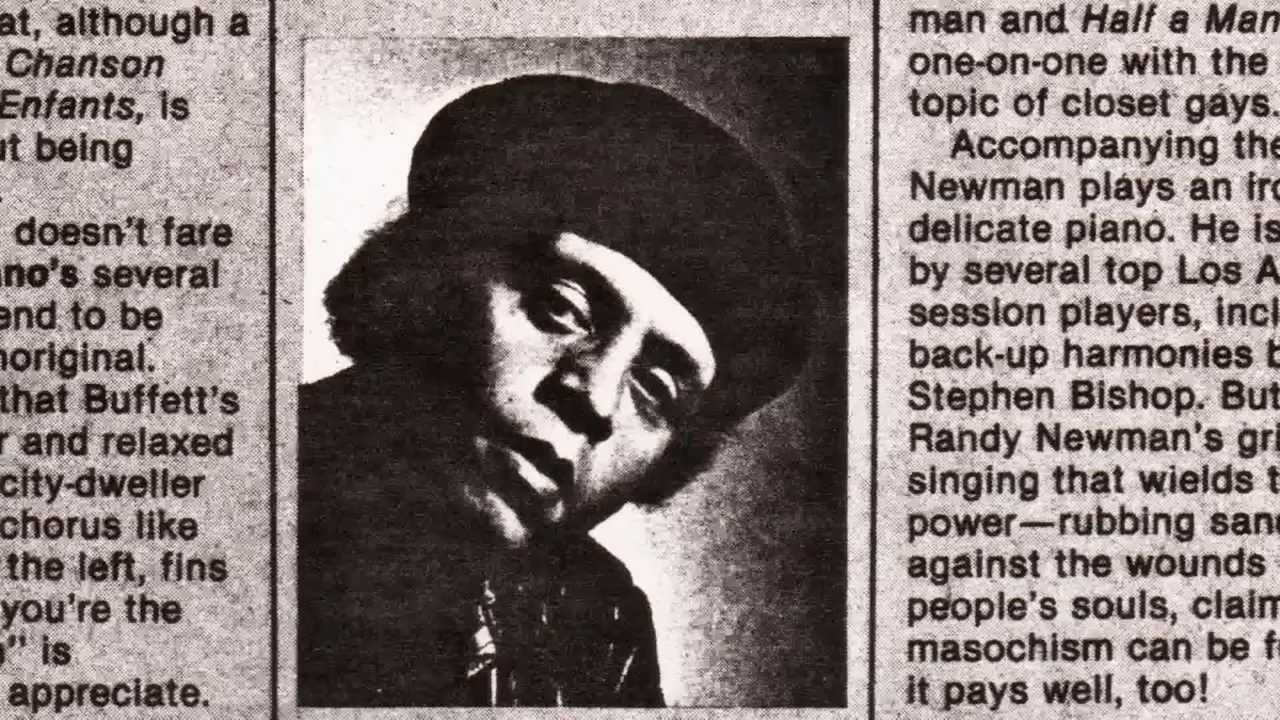 at, although a
Chanson
Enfants, is
ut being
doesn't fare
no's several
end to be
noriginal.
that Buffett's
r and relaxed
city-dweller
chorus like
the left, fins
you're the
" is
appreciate.
man and Half a Man
one-on-one with the
topic of closet gays.
Accompanying the
Newman plays an iro
delicate piano. He is
by several top Los A
session players, incl
back-up harmonies b
Stephen Bishop. But
Randy Newman's gri
singing that wields t
power—rubbing san
against the wounds
people's souls, claim
masochism can be f
it pays well, too!